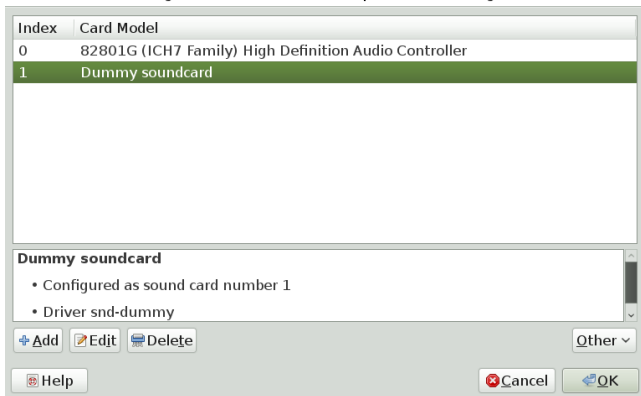 Index Card Model
0 82801G (ICH7 Family) High Definition Audio Controller
1 Dummy soundcard
Dummy soundcard
• Configured as sound card number 1
• Driver snd-dummy
Add Edit Delete Other
Help Cancel OK